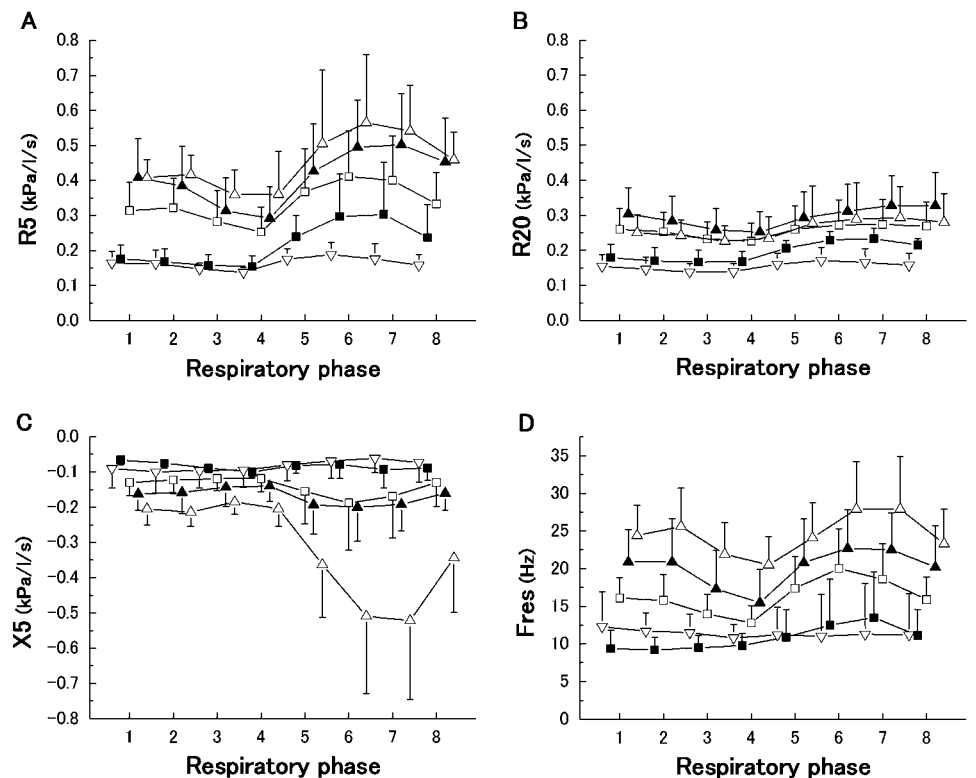 A
R5 (kPa/l/s)
0.8
0.7
0.6
0.5
0.4
0.3
0.2
0.1
0.0
1 2 3 4 5 6 7 8
Respiratory phase
B
R20 (kPa/l/s)
0.8
0.7
0.6
0.5
0.4
0.3
0.2
0.1
0.0
1 2 3 4 5 6 7 8
Respiratory phase
C
X5 (kPa/l/s)
0.0
-0.1
-0.2
-0.3
-0.4
-0.5
-0.6
-0.7
-0.8
1 2 3 4 5 6 7 8
Respiratory phase
D
Fres (Hz)
35
30
25
20
15
10
5
0
1 2 3 4 5 6 7 8
Respiratory phase